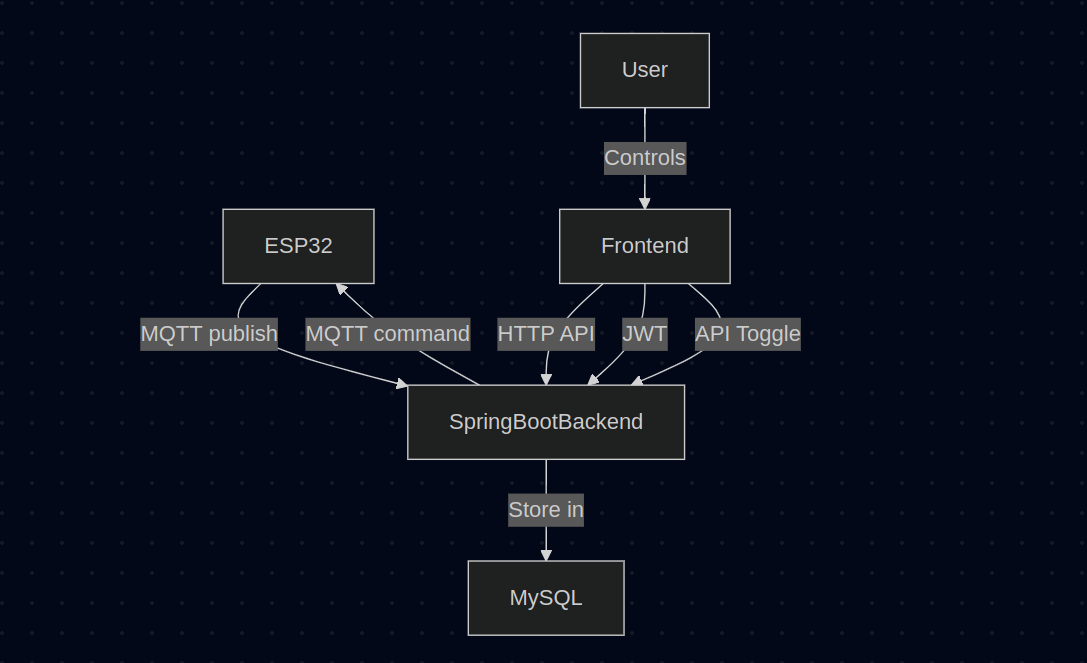 User
Controls
ESP32
Frontend
MQTT publish
MQTT command
HTTP API
JWT
API Toggle
SpringBootBackend
Store in
MySQL